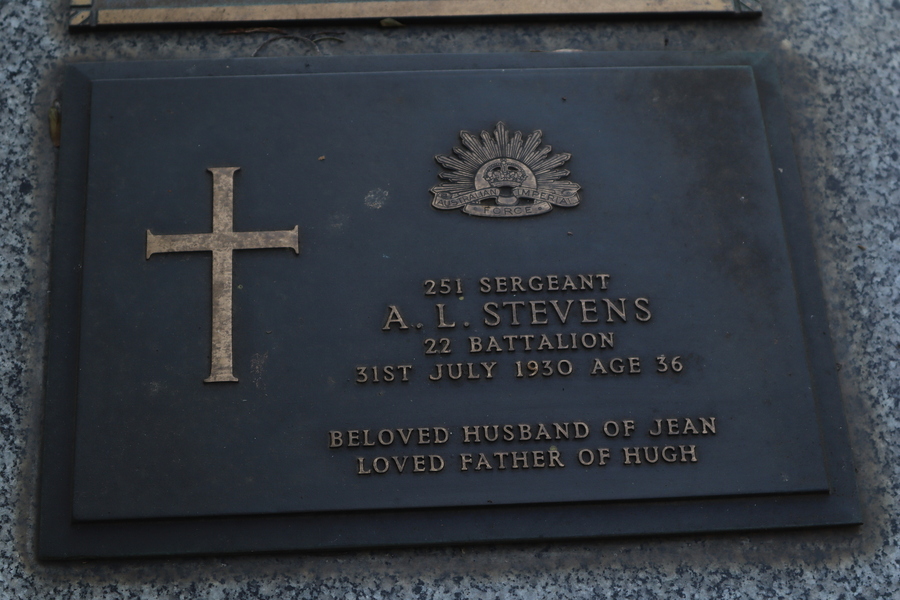 AUSTRALIAN IMPERIAL
FORCE
251 SERGEANT
A. L. STEVENS
22 BATTALION
31ST JULY 1930 AGE 36
BELOVED HUSBAND OF JEAN
LOVED FATHER OF HUGH